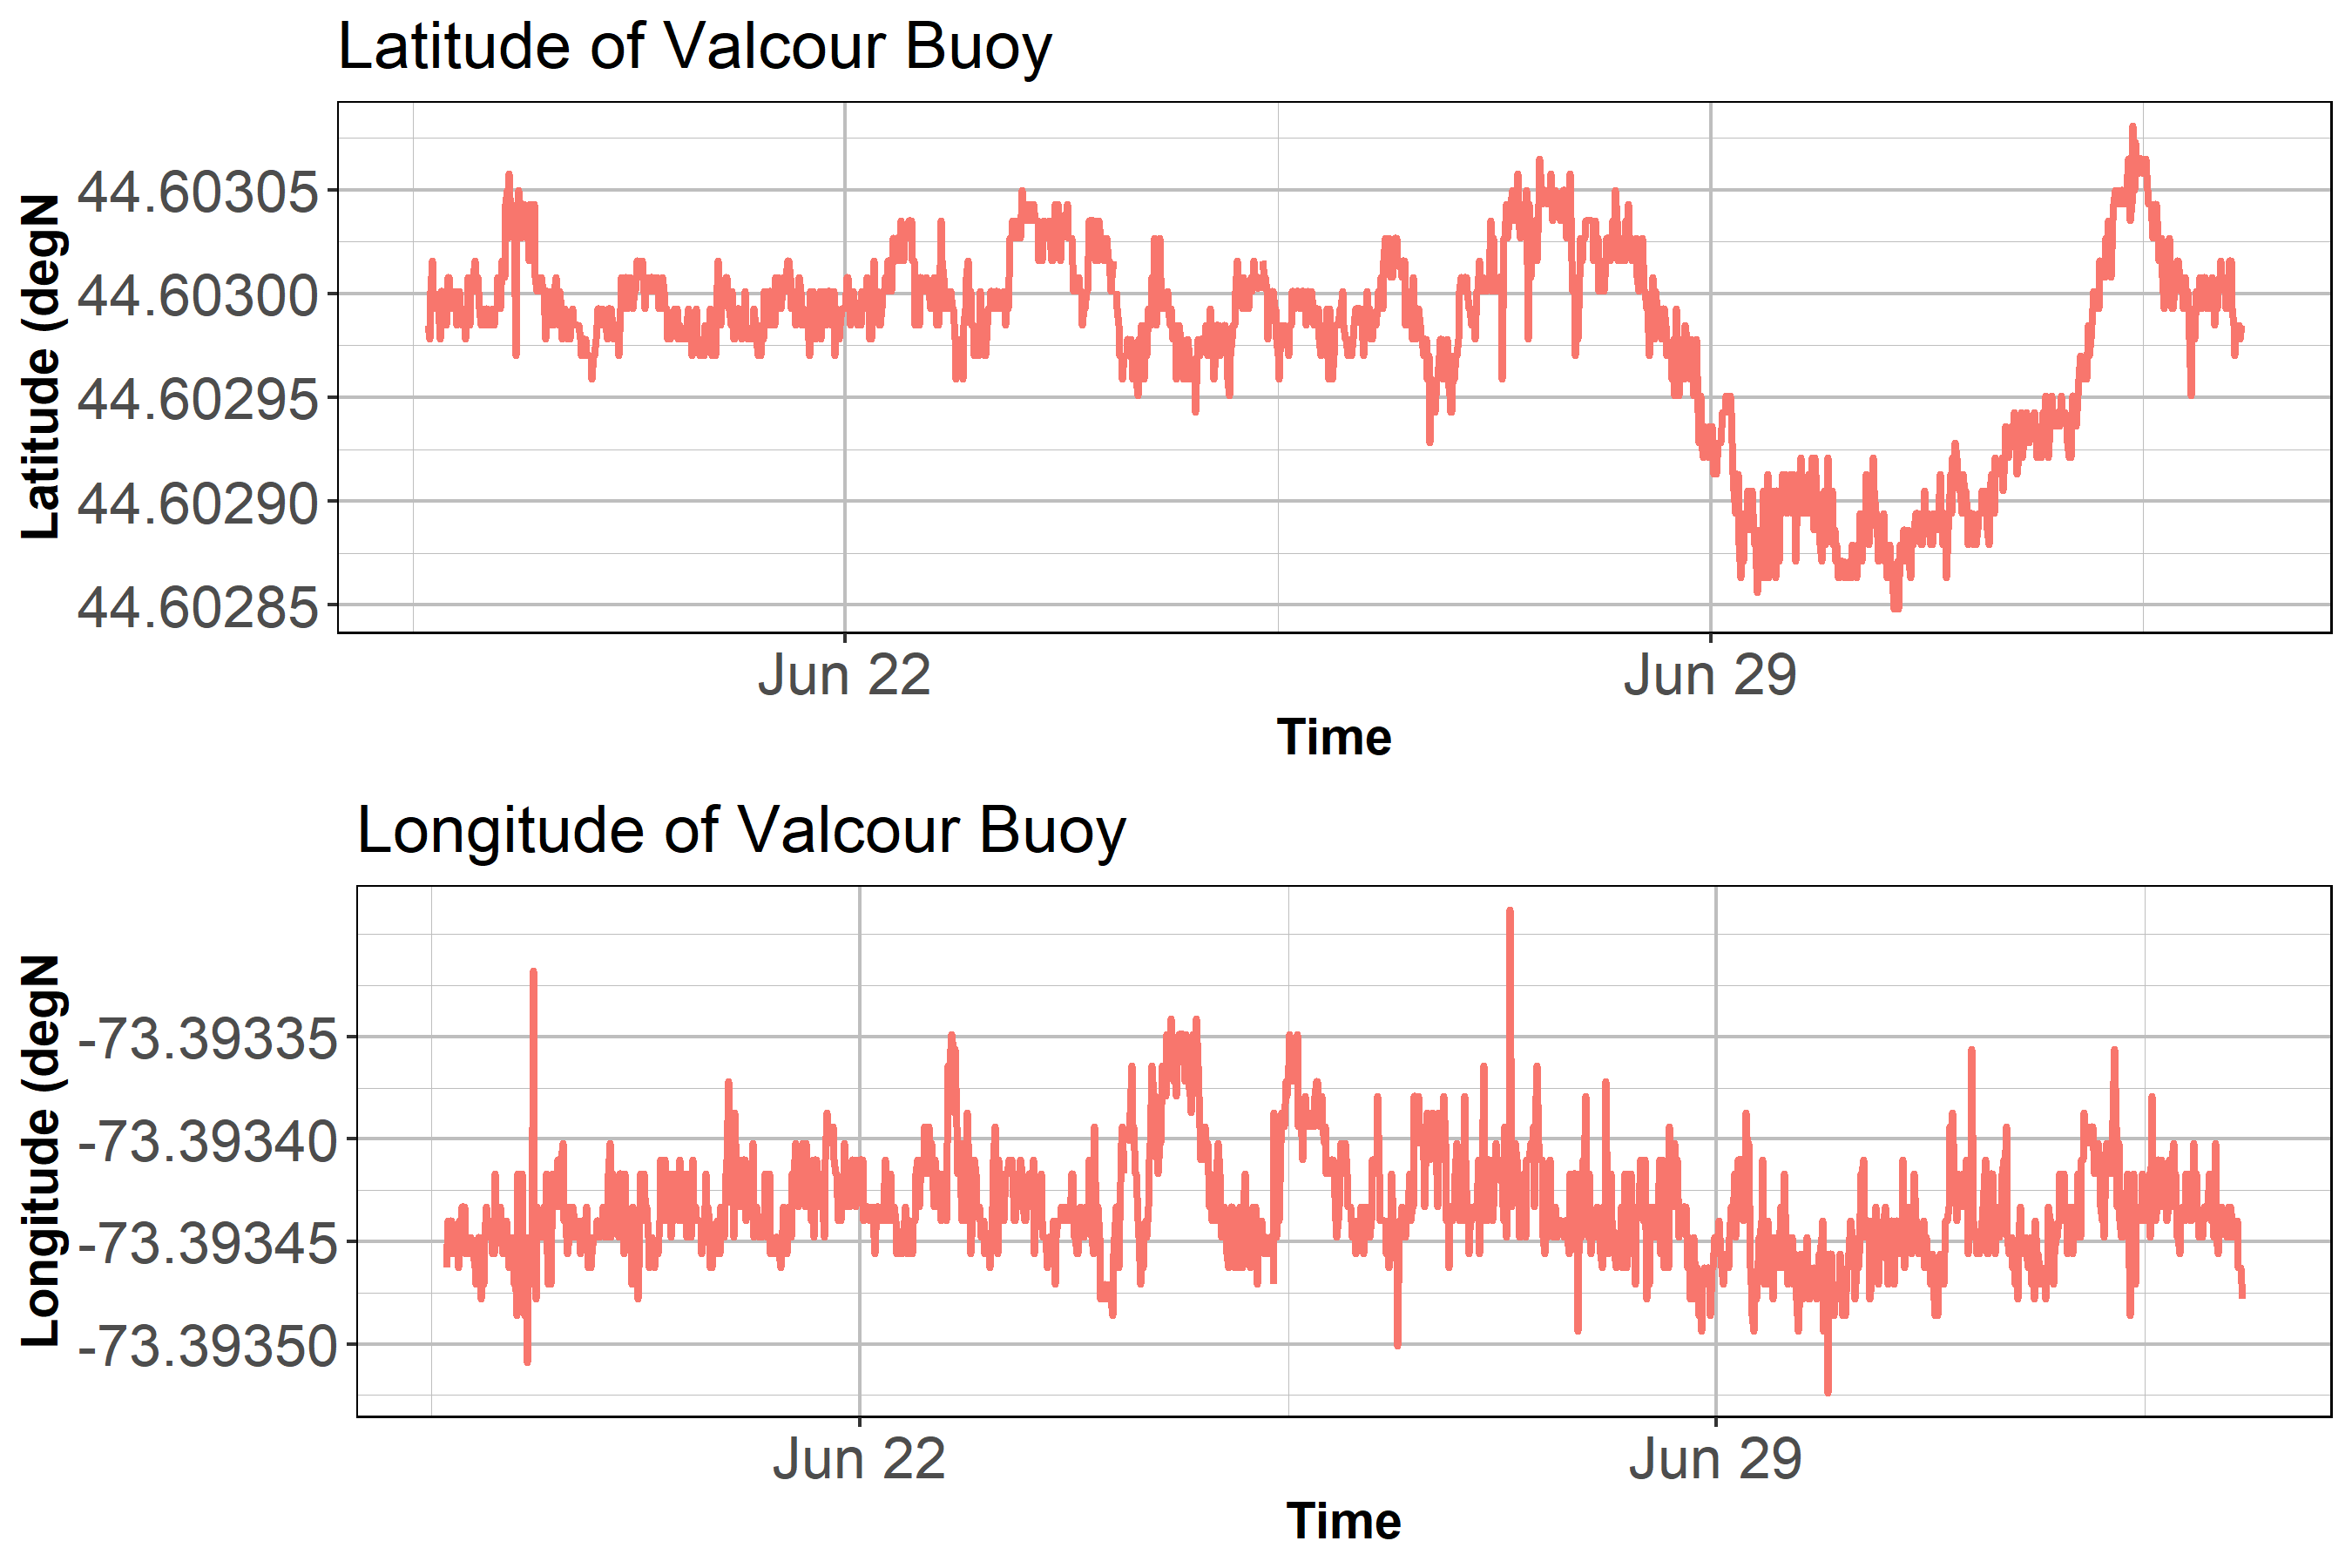 Latitude of Valcour Buoy
Latitude (degN
44.60305
44.60300
44.60295
44.60290
44.60285
Jun 22
Jun 29
Time
Longitude of Valcour Buoy
Longitude (degN
-73.39335
-73.39340
-73.39345
-73.39350
Jun 22
Jun 29
Time